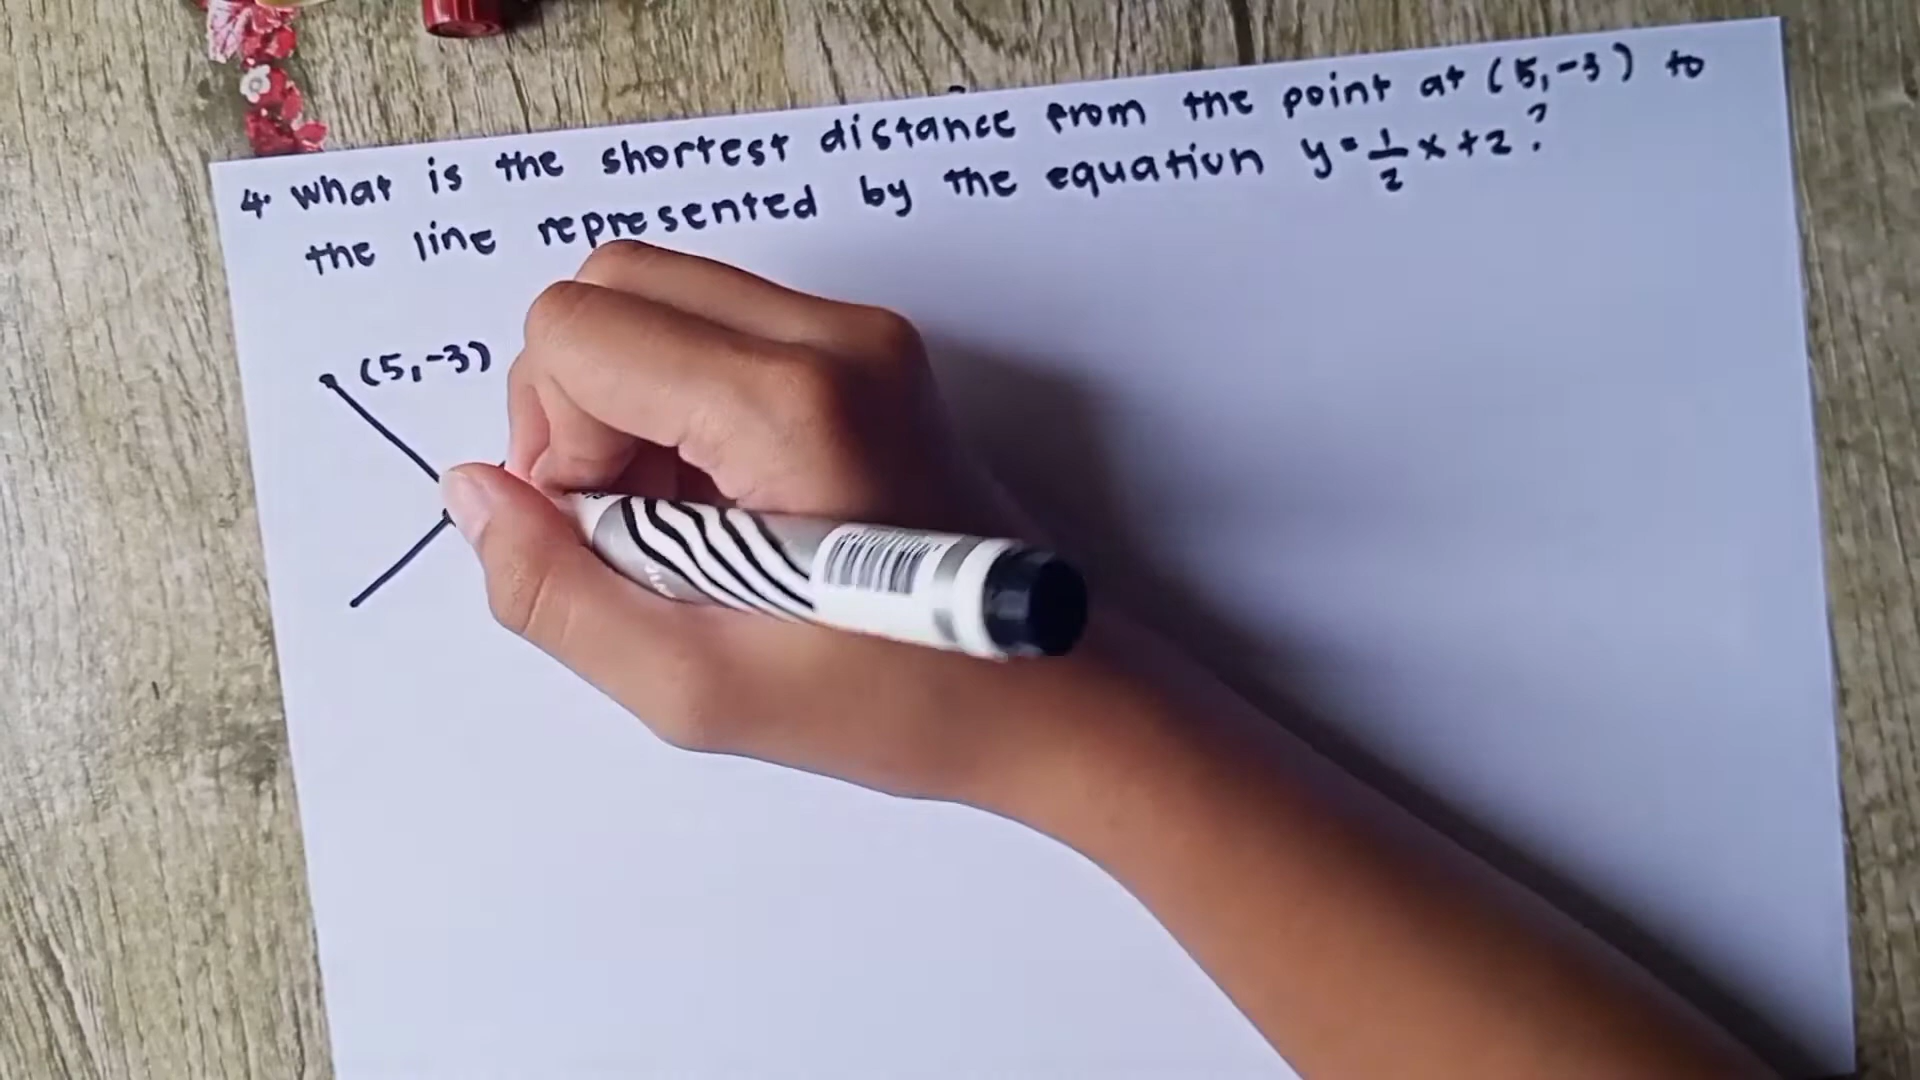 4. What is the shortest distance from the point at (5,-3) to
the line represented by the equation y=1/2x+2?
(5,-3)